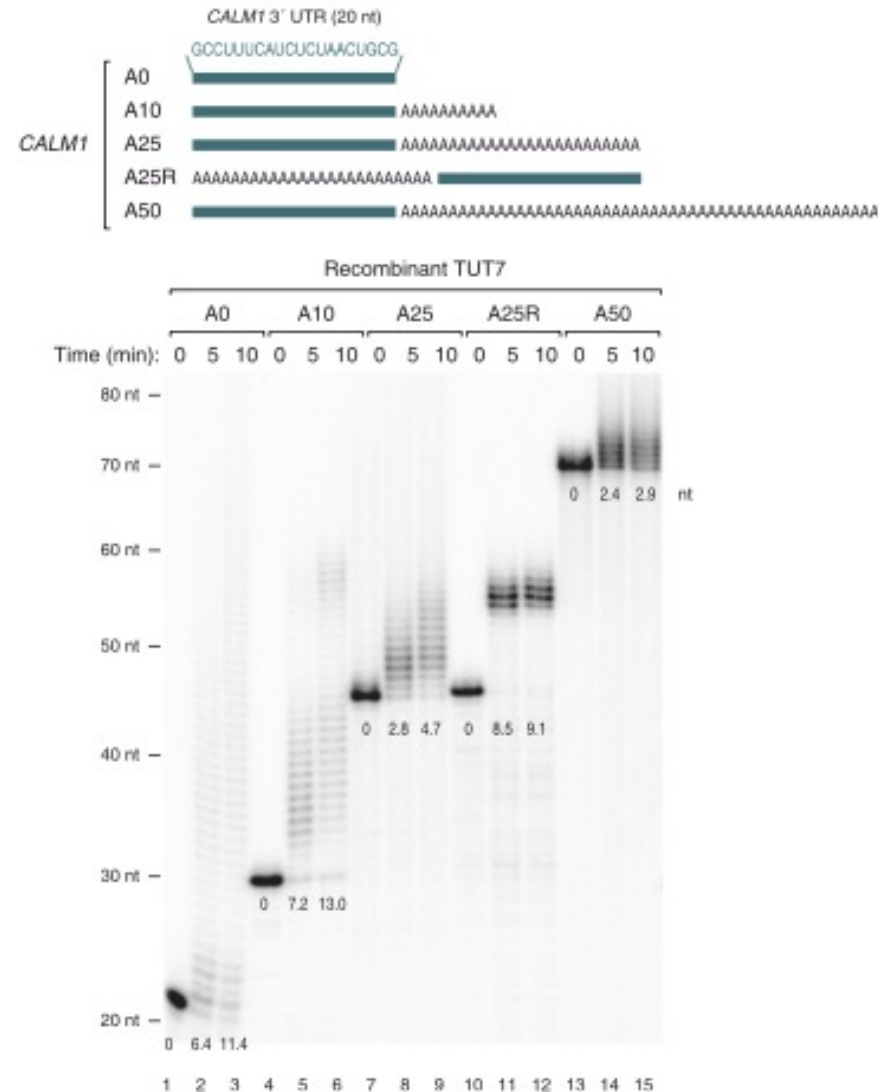 CALM1 3´ UTR (20 nt)
GCCUUUCAUCUCUAACUGCG
A0
A10 AAAAAAAAAA
CALM1 A25 AAAAAAAAAAAAAAAAAAAAAAAAA
A25R AAAAAAAAAAAAAAAAAAAAAAAAA
A50 AAAAAAAAAAAAAAAAAAAAAAAAAAAAAAAAAAAAAAAAAAAAAAAAAA
Recombinant TUT7
A0 A10 A25 A25R A50
Time (min): 0 5 10 0 5 10 0 5 10 0 5 10 0 5 10
80 nt
70 nt
0 2.4 2.9 nt
60 nt
50 nt
0 2.8 4.7 0 8.5 9.1
40 nt
30 nt
0 7.2 13.0
20 nt
0 6.4 11.4
1 2 3 4 5 6 7 8 9 10 11 12 13 14 15